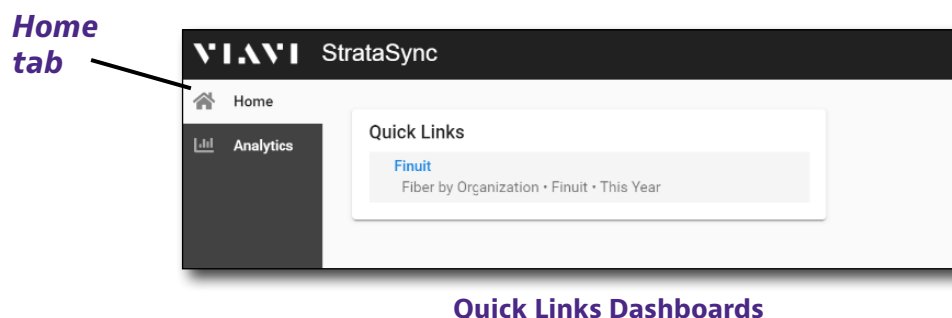 Home
tab
VIAVI StrataSync
Home
Quick Links
Analytics
Finuit
Fiber by Organization • Finuit • This Year
Quick Links Dashboards